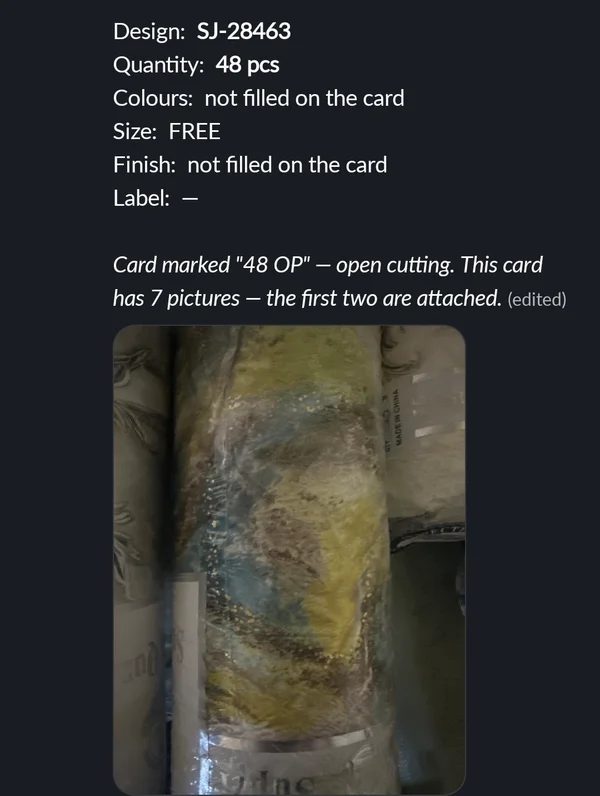 Design: SJ-28463
Quantity: 48 pcs
Colours: not filled on the card
Size: FREE
Finish: not filled on the card
Label: —
Card marked "48 OP" — open cutting. This card
has 7 pictures — the first two are attached. (edited)
MADE IN CHINA